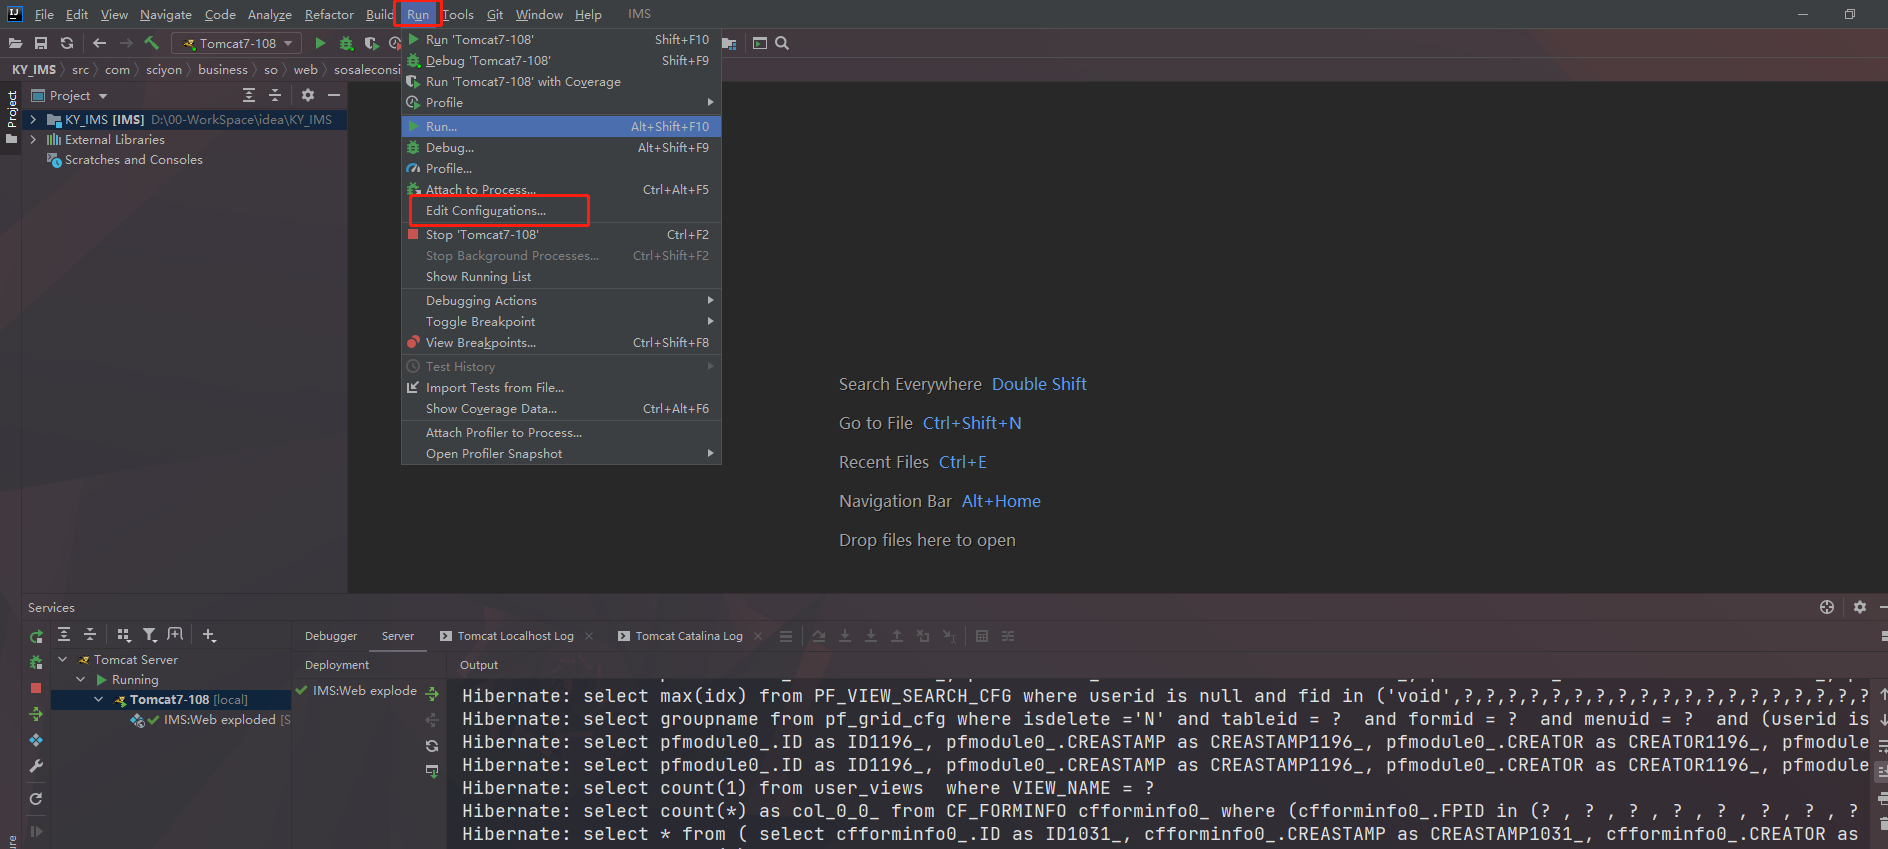 File Edit View Navigate Code Analyze Refactor Build Run Tools Git Window Help IMS
Tomcat7-108
KY_IMS src com sciyon business so web sosaleconsi
Project
Project
KY_IMS [IMS] D:\00-WorkSpace\idea\KY_IMS
External Libraries
Scratches and Consoles
Run 'Tomcat7-108' Shift+F10
Debug 'Tomcat7-108' Shift+F9
Run 'Tomcat7-108' with Coverage
Profile
Run... Alt+Shift+F10
Debug... Alt+Shift+F9
Profile...
Attach to Process... Ctrl+Alt+F5
Edit Configurations...
Stop 'Tomcat7-108' Ctrl+F2
Stop Background Processes... Ctrl+Shift+F2
Show Running List
Debugging Actions
Toggle Breakpoint
View Breakpoints... Ctrl+Shift+F8
Test History
Import Tests from File...
Show Coverage Data... Ctrl+Alt+F6
Attach Profiler to Process...
Open Profiler Snapshot
Search Everywhere Double Shift
Go to File Ctrl+Shift+N
Recent Files Ctrl+E
Navigation Bar Alt+Home
Drop files here to open
Services
Debugger Server Tomcat Localhost Log Tomcat Catalina Log
Tomcat Server
Running
Tomcat7-108 [local]
IMS:Web exploded [S
Deployment
IMS:Web explode
Output
Hibernate: select max(idx) from PF_VIEW_SEARCH_CFG where userid is null and fid in ('void',?,?,?,?,?,?,?,?,?,?,?,?,?,?,?,?,?,?,?
Hibernate: select groupname from pf_grid_cfg where isdelete ='N' and tableid = ?  and formid = ?  and menuid = ?  and (userid is
Hibernate: select pfmodule0_.ID as ID1196_, pfmodule0_.CREASTAMP as CREASTAMP1196_, pfmodule0_.CREATOR as CREATOR1196_, pfmodule
Hibernate: select pfmodule0_.ID as ID1196_, pfmodule0_.CREASTAMP as CREASTAMP1196_, pfmodule0_.CREATOR as CREATOR1196_, pfmodule
Hibernate: select count(1) from user_views  where VIEW_NAME = ?
Hibernate: select count(*) as col_0_0_ from CF_FORMINFO cfforminfo0_ where (cfforminfo0_.FPID in (? , ? , ? , ? , ? , ? , ? , ?
Hibernate: select * from ( select cfforminfo0_.ID as ID1031_, cfforminfo0_.CREASTAMP as CREASTAMP1031_, cfforminfo0_.CREATOR as